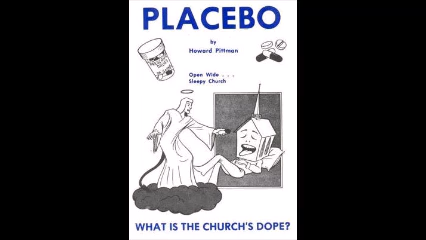 PLACEBO
by
Howard Pittman
Open Wide . . .
Sleepy Church
WHAT IS THE CHURCH'S DOPE?